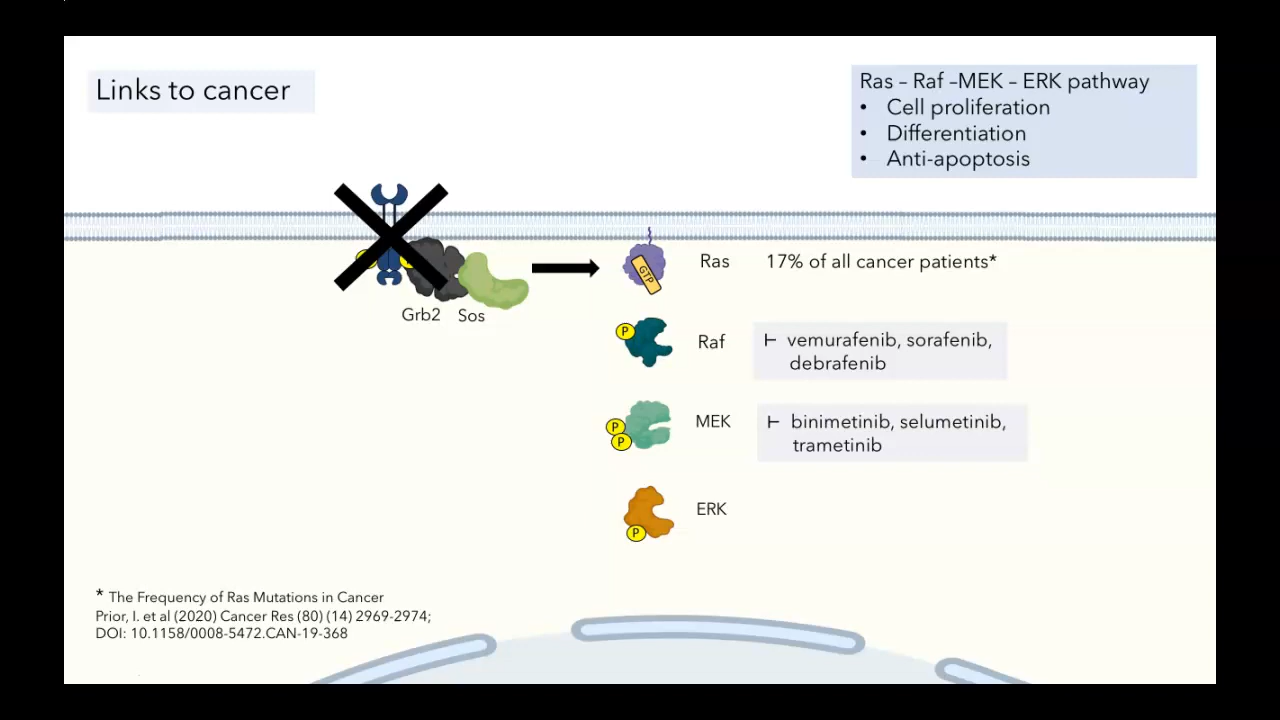 Links to cancer
Ras – Raf –MEK – ERK pathway
• Cell proliferation
• Differentiation
• Anti-apoptosis
GTP
Ras
17% of all cancer patients*
Grb2
Sos
P
Raf
⊢ vemurafenib, sorafenib,
debrafenib
P
P
MEK
⊢ binimetinib, selumetinib,
trametinib
P
ERK
* The Frequency of Ras Mutations in Cancer
Prior, I. et al (2020) Cancer Res (80) (14) 2969-2974;
DOI: 10.1158/0008-5472.CAN-19-368